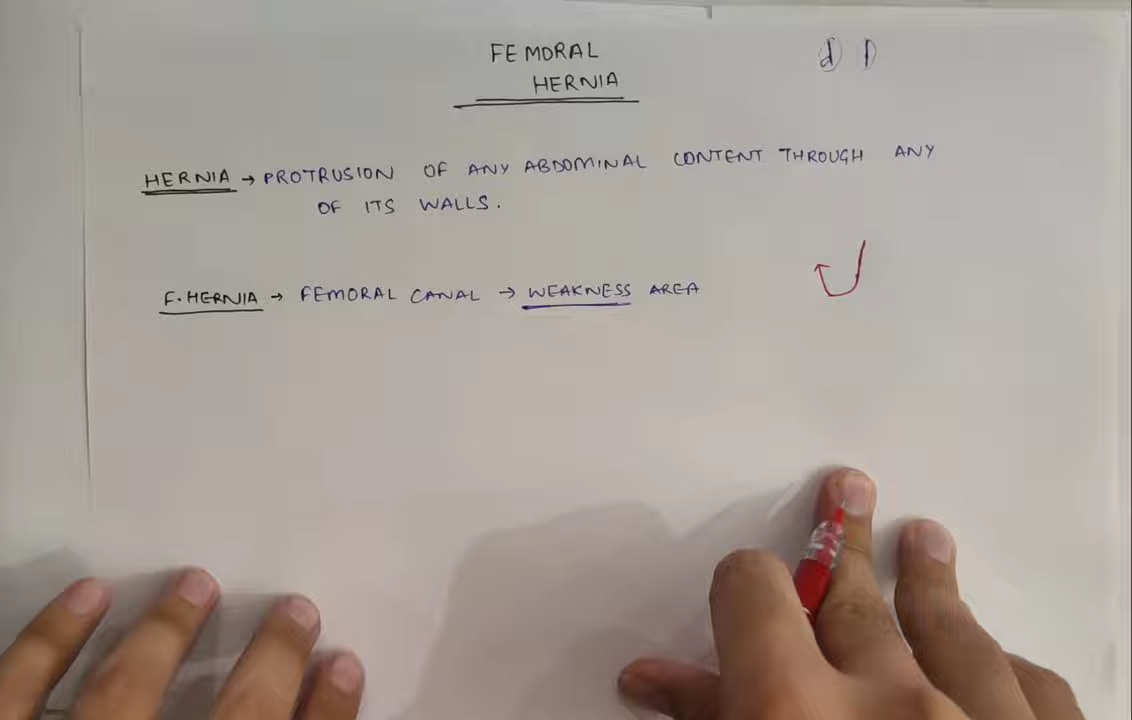 FEMORAL
HERNIA
HERNIA → PROTRUSION OF ANY ABDOMINAL CONTENT THROUGH ANY
OF ITS WALLS.
F. HERNIA → FEMORAL CANAL → WEAKNESS AREA